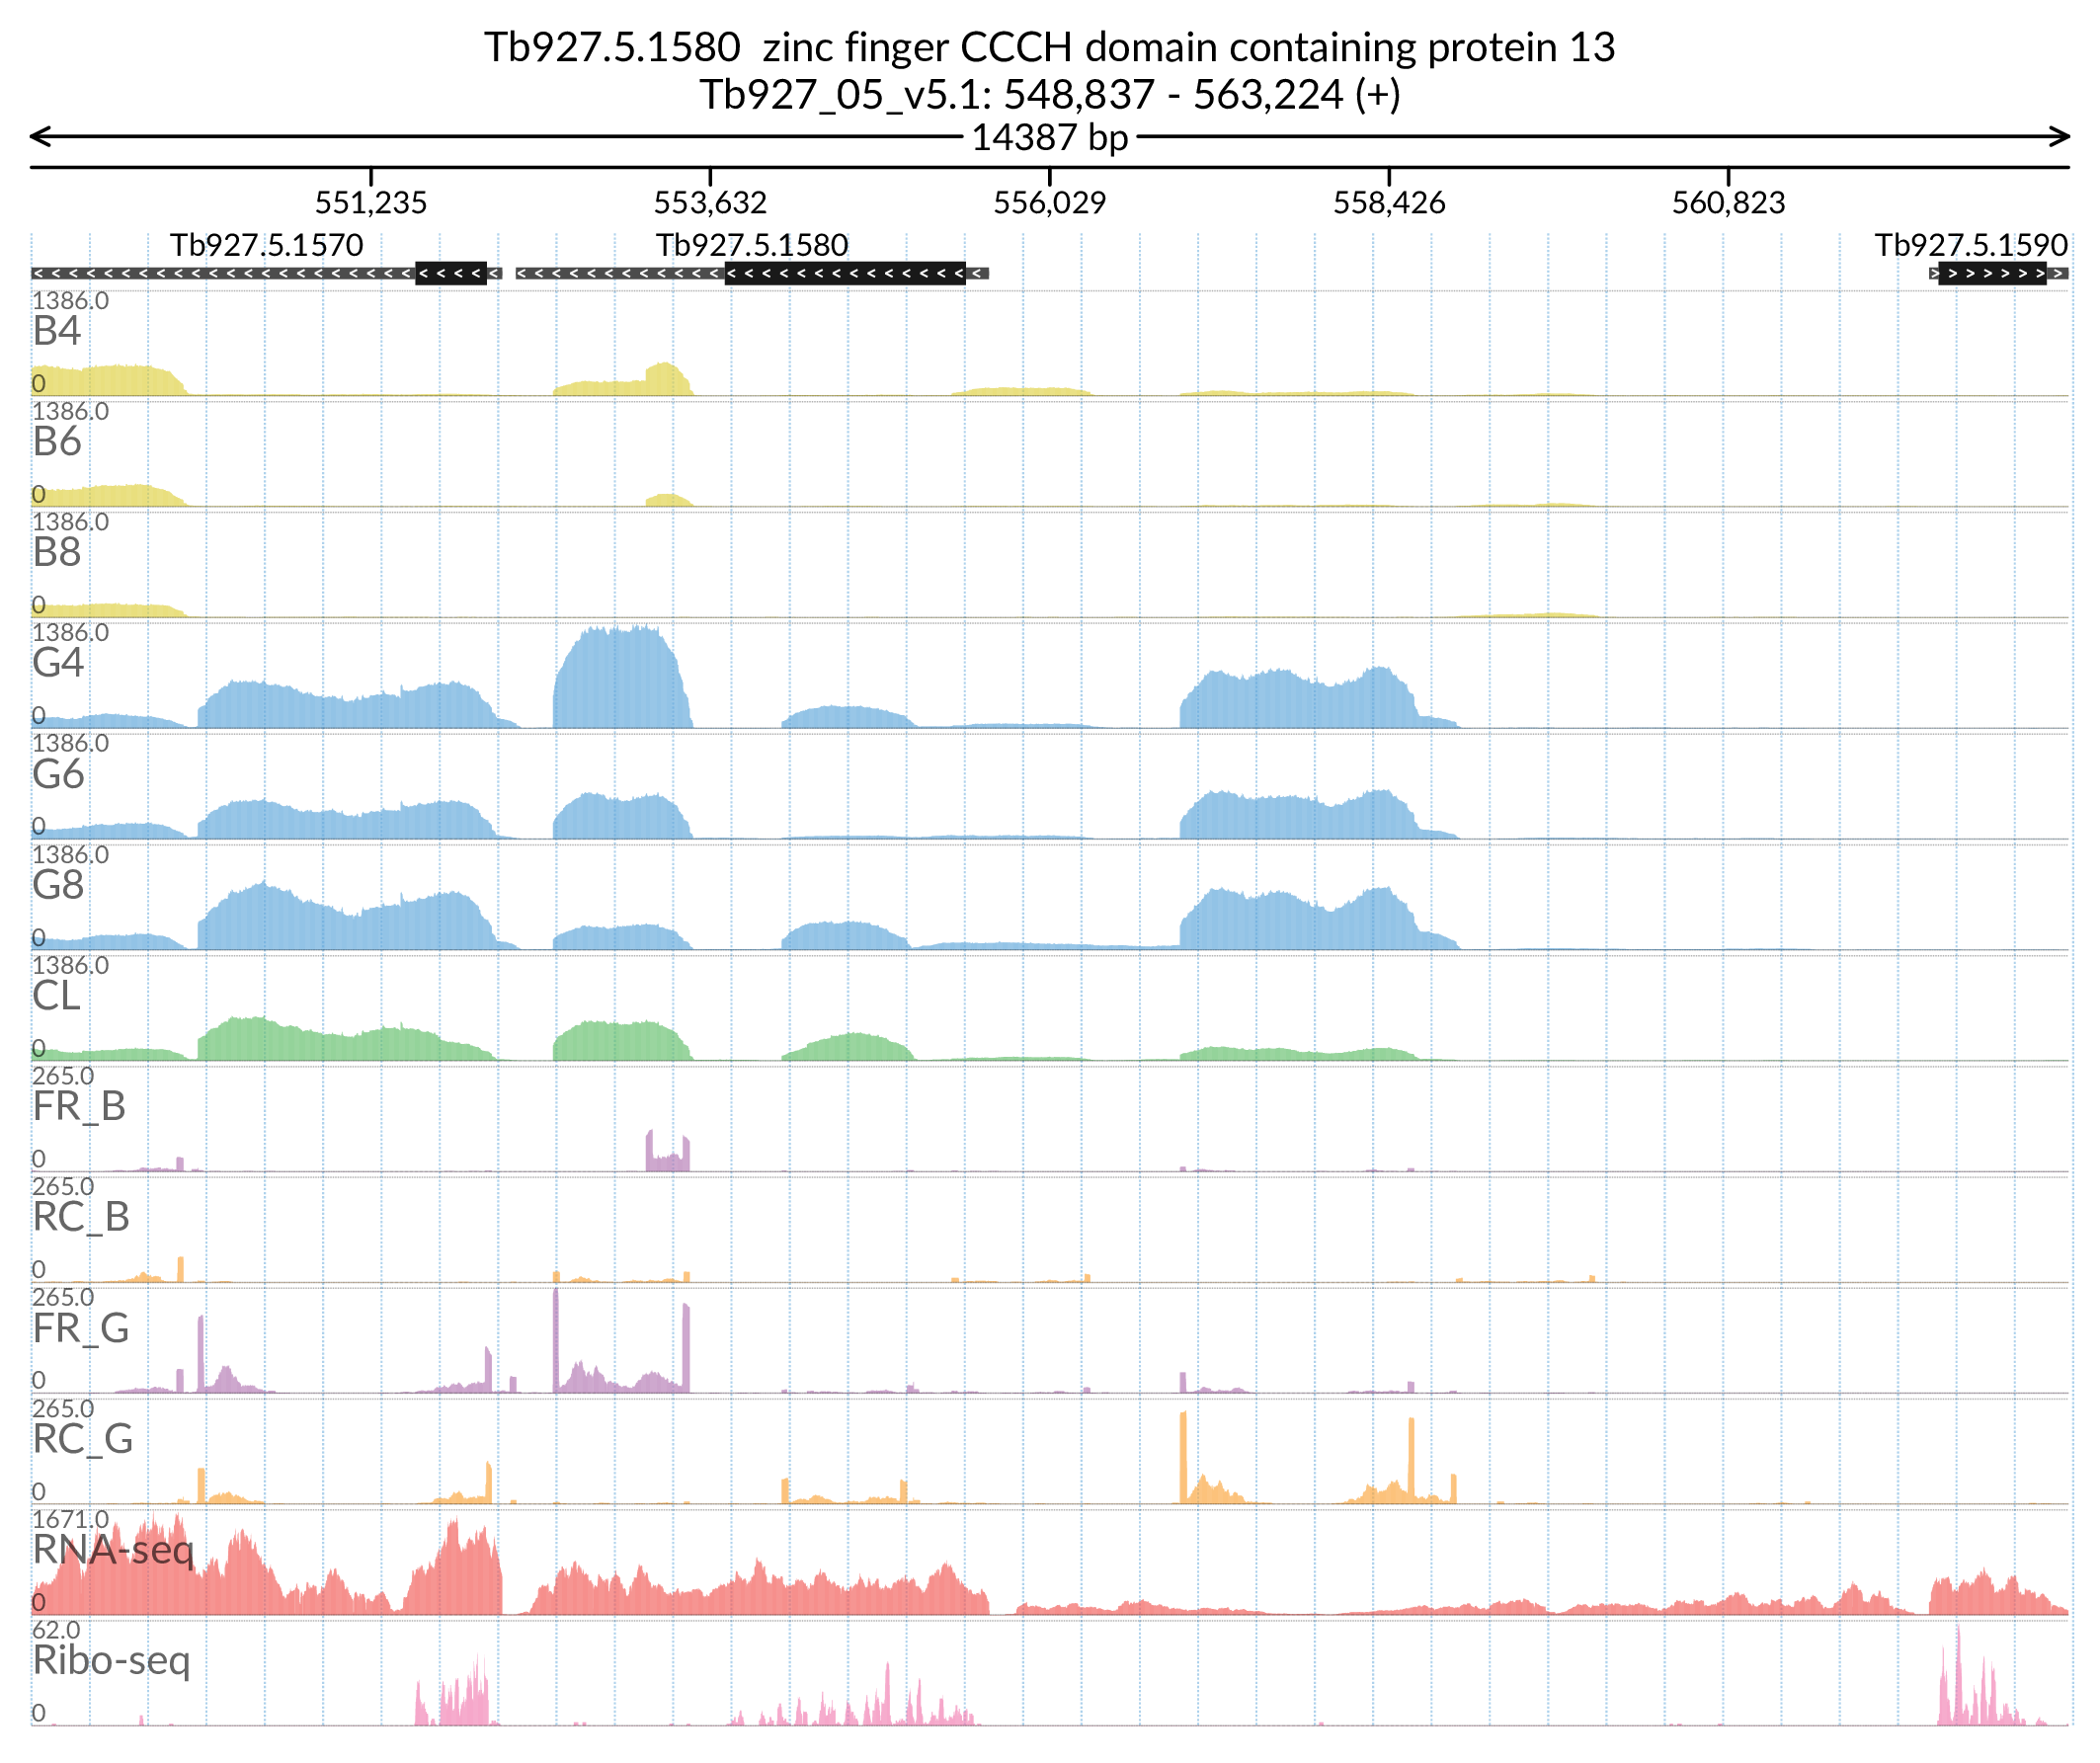 Tb927.5.1580 zinc finger CCCH domain containing protein 13
Tb927_05_v5.1: 548,837 - 563,224 (+)
14387 bp
551,235 553,632 556,029 558,426 560,823
Tb927.5.1570 Tb927.5.1580 Tb927.5.1590
1386.0
B4
0
1386.0
B6
0
1386.0
B8
0
1386.0
G4
0
1386.0
G6
0
1386.0
G8
0
1386.0
CL
0
265.0
FR_B
0
265.0
RC_B
0
265.0
FR_G
0
265.0
RC_G
0
1671.0
RNA-seq
0
62.0
Ribo-seq
0